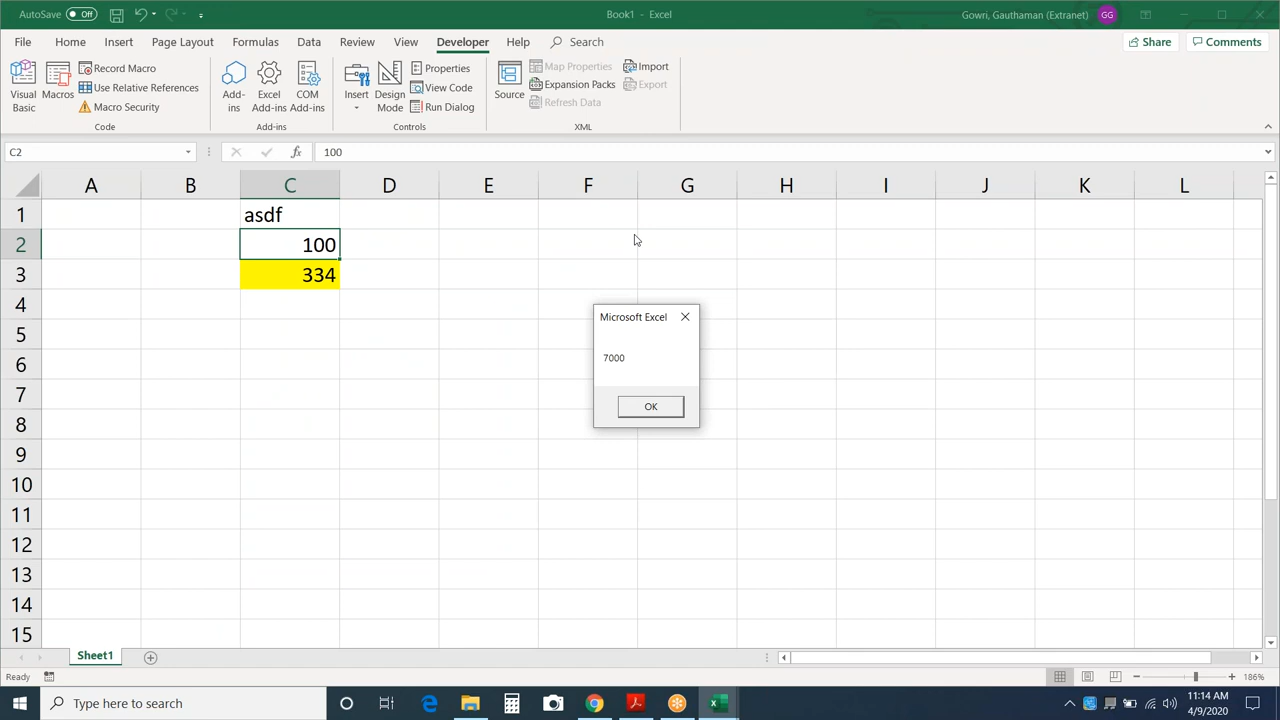 AutoSave Off
Book1 - Excel
Gowri, Gauthaman (Extranet) GG
File Home Insert Page Layout Formulas Data Review View Developer Help Search
Share Comments
Visual Basic
Macros
Record Macro
Use Relative References
Macro Security
Code
Add-ins
Excel Add-ins
COM Add-ins
Add-ins
Insert
Design Mode
Properties
View Code
Run Dialog
Controls
Source
Map Properties
Expansion Packs
Refresh Data
Import
Export
XML
C2 fx 100
A B C D E F G H I J K L
1 asdf
2 100
3 334
4
5
6
7
8
9
10
11
12
13
14
15
Microsoft Excel
7000
OK
Sheet1
Ready
186%
Type here to search
11:14 AM
4/9/2020